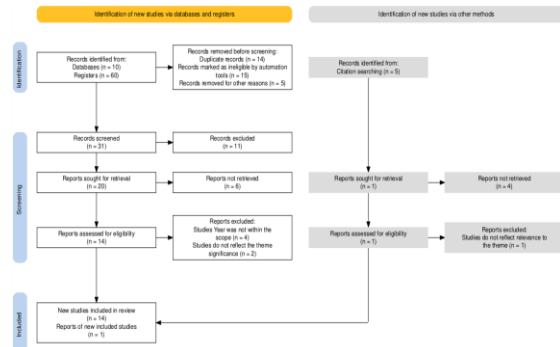 Identification of new studies via databases and registers
Identification of new studies via other methods
Identification
Records identified from:
Databases (n = 10)
Registers (n = 60)
Records removed before screening:
Duplicate records (n = 14)
Records marked as ineligible by automation
tools (n = 15)
Records removed for other reasons (n = 5)
Records identified from:
Citation searching (n = 5)
Screening
Records screened
(n = 31)
Records excluded
(n = 11)
Reports sought for retrieval
(n = 20)
Reports not retrieved
(n = 6)
Reports sought for retrieval
(n = 1)
Reports not retrieved
(n = 4)
Reports assessed for eligibility
(n = 14)
Reports excluded:
Studies Year was not within the
scope (n = 4)
Studies do not reflect the theme
significance (n = 2)
Reports assessed for eligibility
(n = 1)
Reports excluded:
Studies do not reflect relevance to
the theme (n = 1)
Included
New studies included in review
(n = 14)
Reports of new included studies
(n = 1)